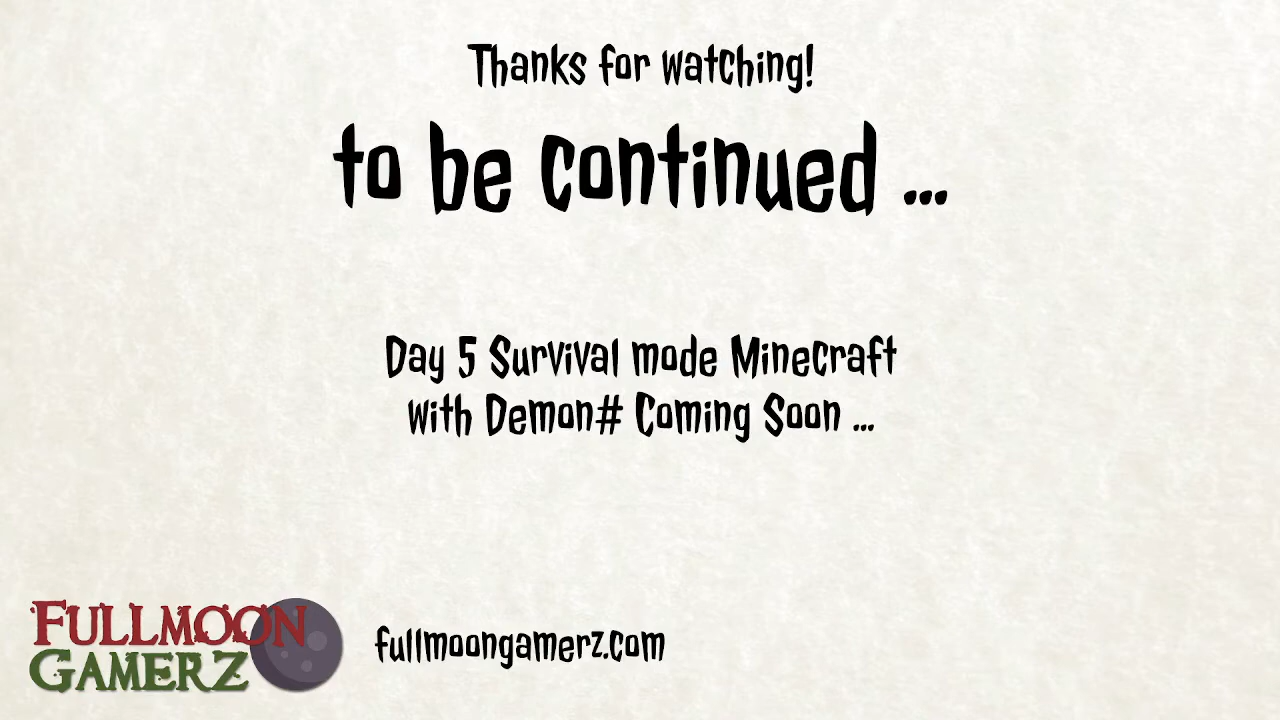 Thanks for watching!
to be continued ...
Day 5 Survival mode Minecraft
with Demon# Coming Soon ...
FULLMOON
GAMERZ
fullmoongamerz.com